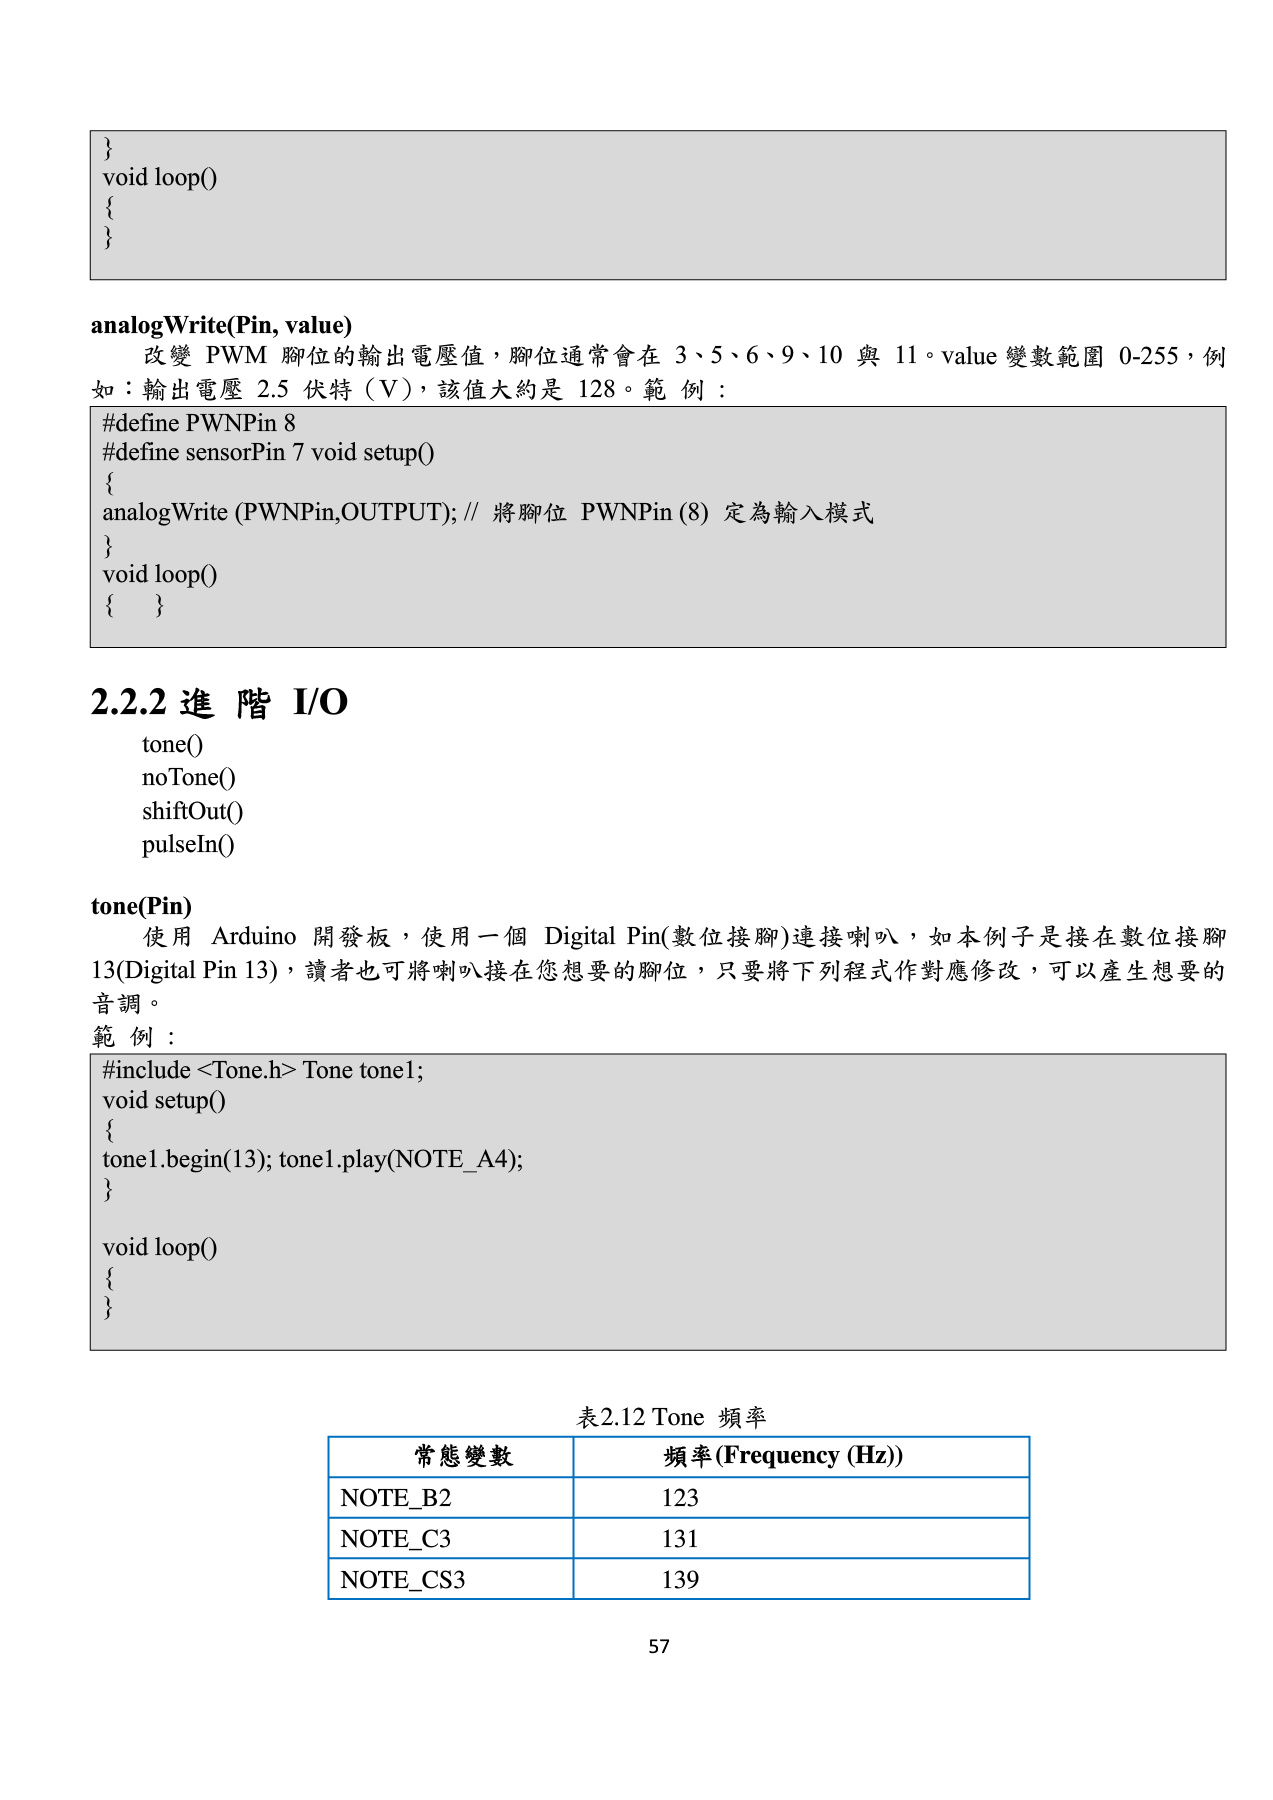 }
void loop()
{
}
analogWrite(Pin, value)
改變 PWM 腳位的輸出電壓值，腳位通常會在 3、5、6、9、10 與 11。value 變數範圍 0-255，例
如：輸出電壓 2.5 伏特（V），該值大約是 128。範 例：
#define PWNPin 8
#define sensorPin 7 void setup()
{
analogWrite (PWNPin,OUTPUT); // 將腳位 PWNPin (8) 定為輸入模式
}
void loop()
{ }
2.2.2 進 階 I/O
tone()
noTone()
shiftOut()
pulseIn()
tone(Pin)
使用 Arduino 開發板，使用一個 Digital Pin(數位接腳)連接喇叭，如本例子是接在數位接腳
13(Digital Pin 13)，讀者也可將喇叭接在您想要的腳位，只要將下列程式作對應修改，可以產生想要的
音調。
範 例：
#include <Tone.h> Tone tone1;
void setup()
{
tone1.begin(13); tone1.play(NOTE_A4);
}
void loop()
{
}
表2.12 Tone 頻率
常態變數 頻率(Frequency (Hz))
NOTE_B2 123
NOTE_C3 131
NOTE_CS3 139
57